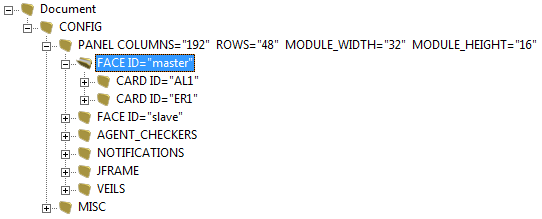 Document
CONFIG
PANEL COLUMNS="192" ROWS="48" MODULE_WIDTH="32" MODULE_HEIGHT="16"
FACE ID="master"
CARD ID="AL1"
CARD ID="ER1"
FACE ID="slave"
AGENT_CHECKERS
NOTIFICATIONS
JFRAME
VEILS
MISC